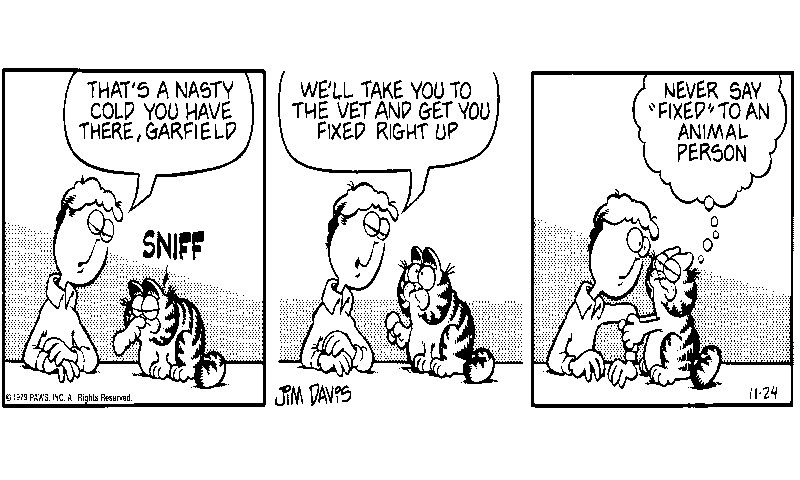 THAT'S A NASTY
COLD YOU HAVE
THERE, GARFIELD
SNIFF
© 1979 PAWS, INC. A Rights Reserved.
WE'LL TAKE YOU TO
THE VET AND GET YOU
FIXED RIGHT UP
JIM DAVIS
NEVER SAY
"FIXED" TO AN
ANIMAL
PERSON
11-24